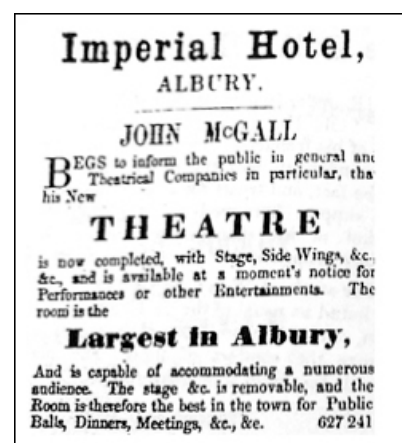 Imperial Hotel,
ALBURY.
JOHN McGALL
BEGS to inform the public in general and
Theatrical Companies in particular, tha
his New
THEATRE
is now completed, with Stage, Side Wings, &c.,
&c., and is available at a moment's notice for
Performances or other Entertainments. The
room is the
Largest in Albury,
And is capable of accommodating a numerous
audience. The stage &c. is removable, and the
Room is therefore the best in the town for Public
Balls, Dinners, Meetings, &c., &c. 627 241